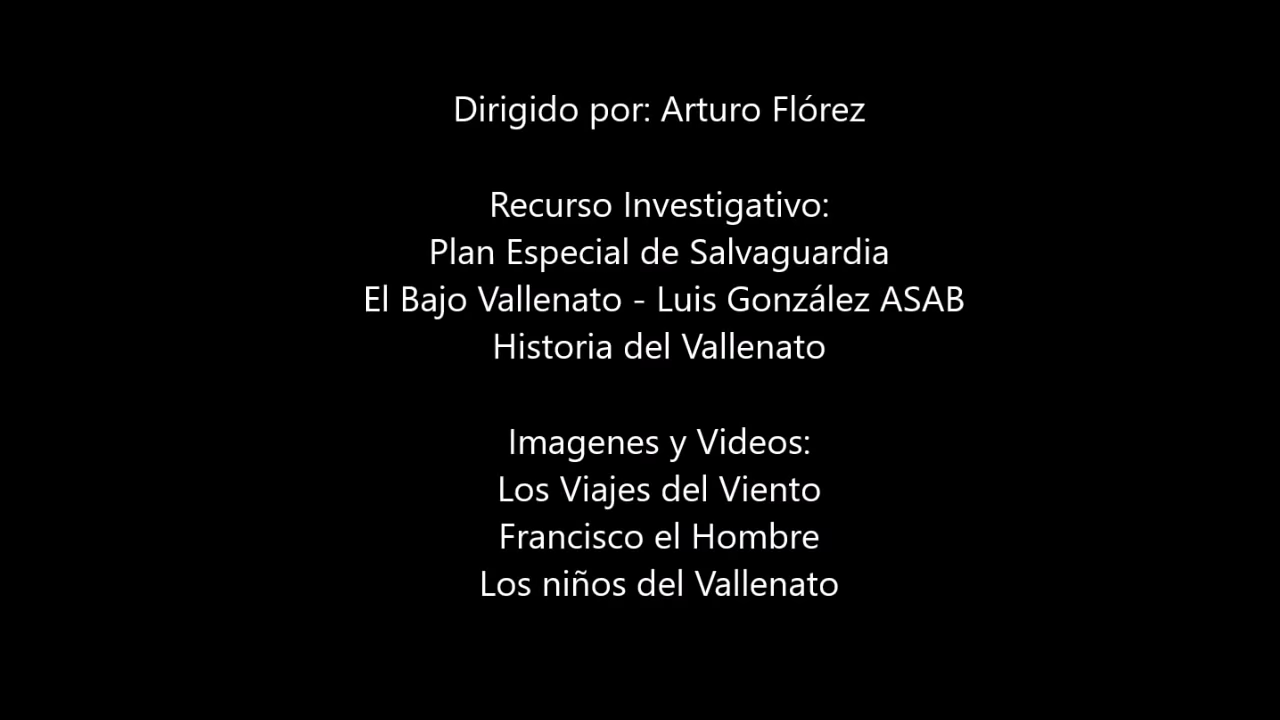 Dirigido por: Arturo Flórez
Recurso Investigativo:
Plan Especial de Salvaguardia
El Bajo Vallenato - Luis González ASAB
Historia del Vallenato
Imagenes y Videos:
Los Viajes del Viento
Francisco el Hombre
Los niños del Vallenato